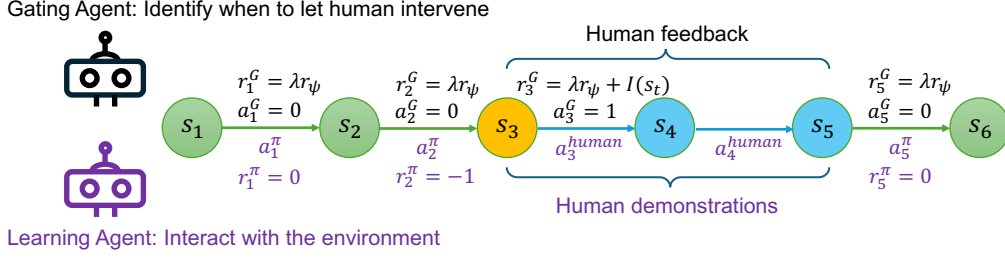 Gating Agent: Identify when to let human intervene
Human feedback
r_1^G = λr_ψ r_2^G = λr_ψ r_3^G = λr_ψ + I(s_t) r_5^G = λr_ψ
a_1^G = 0 a_2^G = 0 a_3^G = 1 a_5^G = 0
s_1 s_2 s_3 s_4 s_5 s_6
a_1^π a_2^π a_3^{human} a_4^{human} a_5^π
r_1^π = 0 r_2^π = −1 r_5^π = 0
Human demonstrations
Learning Agent: Interact with the environment